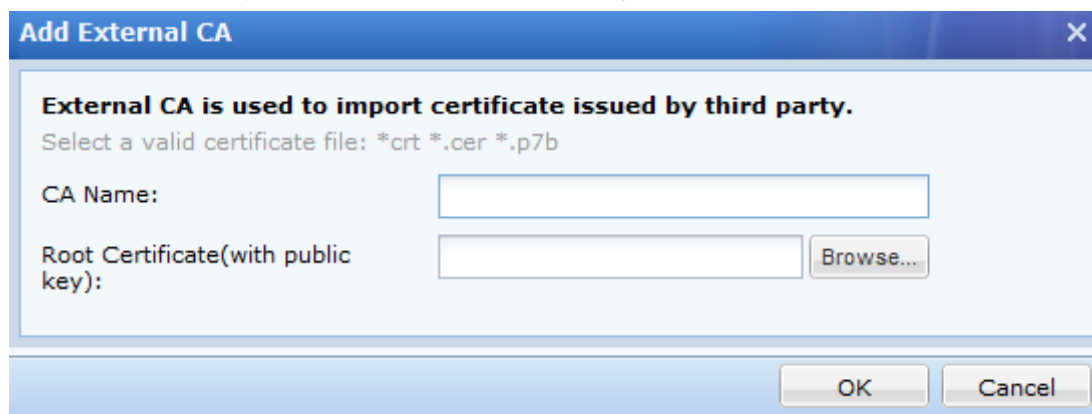 Add External CA
External CA is used to import certificate issued by third party.
Select a valid certificate file: *crt *.cer *.p7b
CA Name:
Root Certificate(with public
key):
Browse...
OK
Cancel